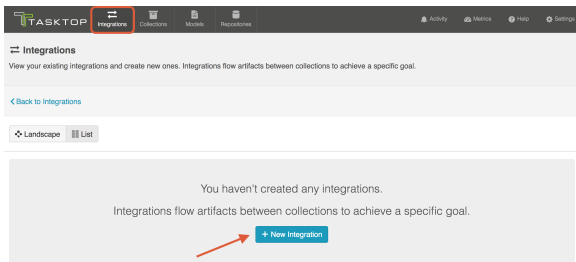 TASKTOP
Integrations Collections Models Repositories Activity Metrics Help Settings
Integrations
View your existing integrations and create new ones. Integrations flow artifacts between collections to achieve a specific goal.
Back to Integrations
Landscape List
You haven't created any integrations.
Integrations flow artifacts between collections to achieve a specific goal.
+ New Integration